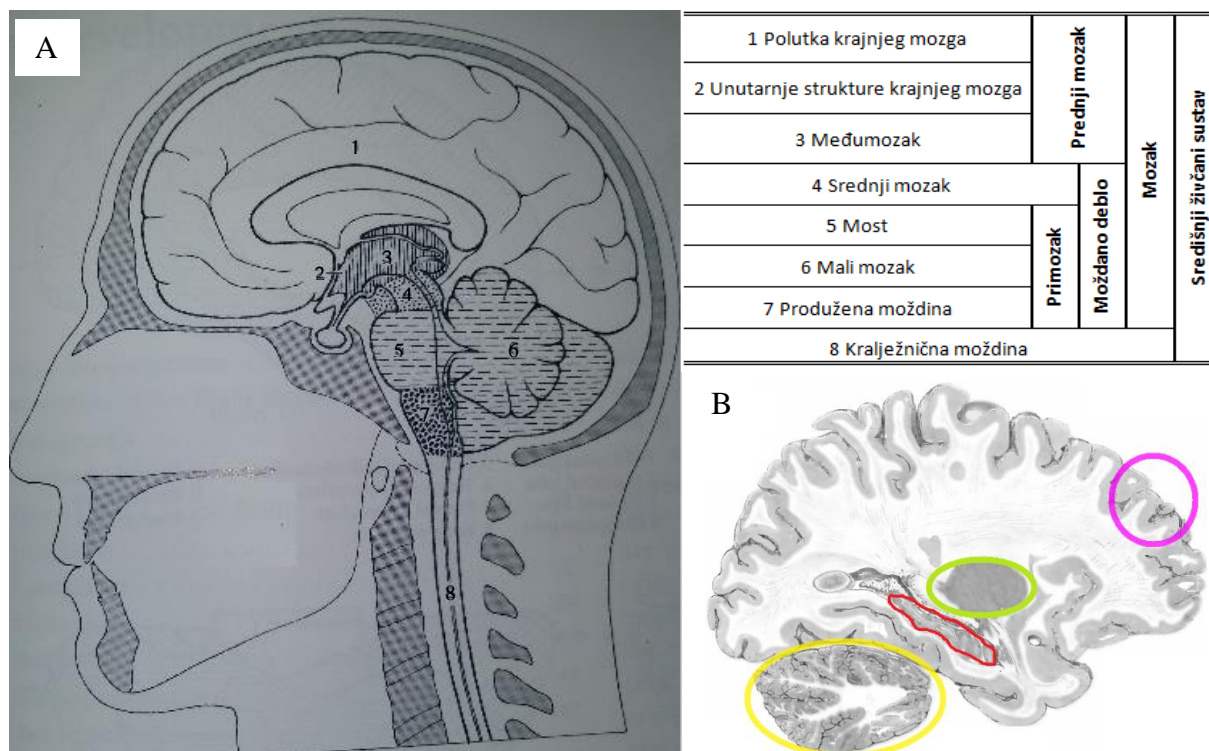 A
1
2
3
4
5
6
7
8
1 Polutka krajnjeg mozga
2 Unutarnje strukture krajnjeg mozga
3 Međumozak
4 Srednji mozak
5 Most
6 Mali mozak
7 Produžena moždina
8 Kralježnična moždina
Prednji mozak
Primozak
Moždano deblo
Mozak
Središnji živčani sustav
B